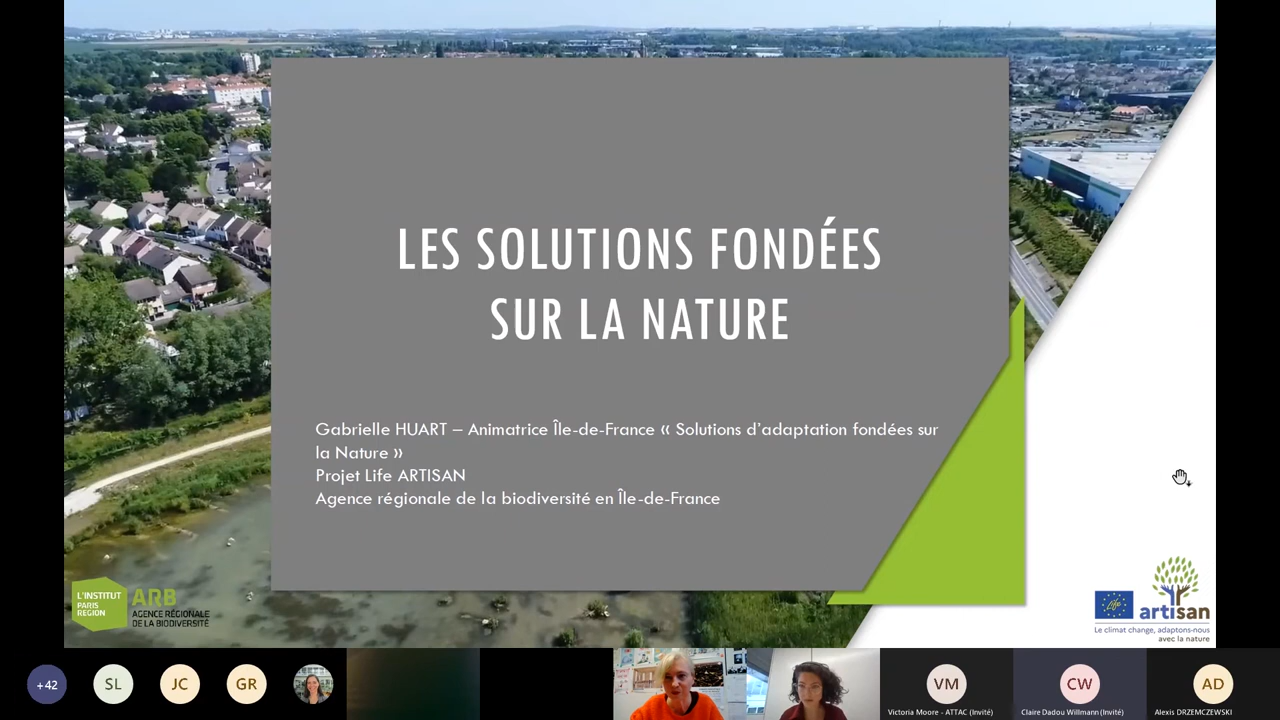 LES SOLUTIONS FONDÉES
SUR LA NATURE
Gabrielle HUART – Animatrice Île-de-France « Solutions d'adaptation fondées sur
la Nature »
Projet Life ARTISAN
Agence régionale de la biodiversité en Île-de-France
L'INSTITUT
PARIS
REGION
ARB
AGENCE RÉGIONALE
DE LA BIODIVERSITÉ
Life
artisan
Le climat change, adaptons-nous
avec la nature
+42
SL
JC
GR
VM
Victoria Moore - ATTAC (Invité)
CW
Claire Dadou Willmann (Invité)
AD
Alexis DRZEMCZEWSKI